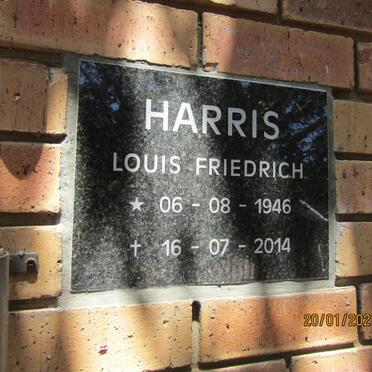 HARRIS
LOUIS FRIEDRICH
★ 06 - 08 - 1946
✝ 16 - 07 - 2014